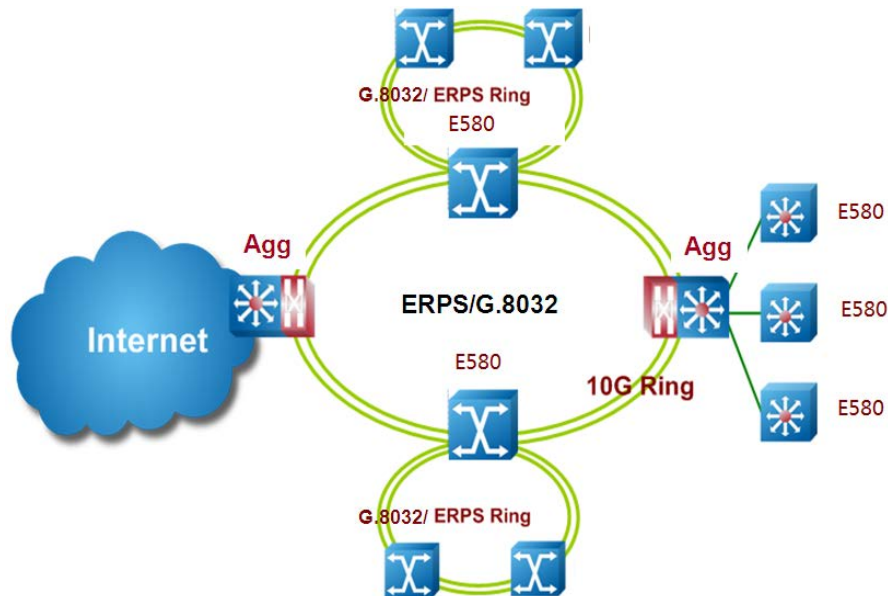 G.8032/ ERPS Ring
E580
E580
Agg
Agg
Internet
ERPS/G.8032
E580
E580
10G Ring
E580
G.8032/ ERPS Ring